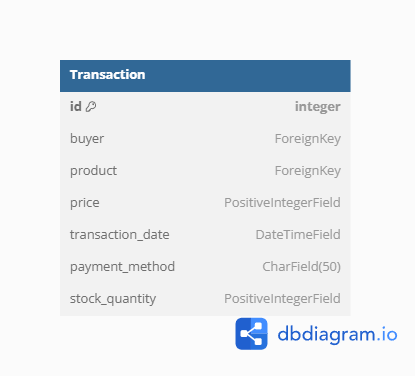 Transaction
id integer
buyer ForeignKey
product ForeignKey
price PositiveIntegerField
transaction_date DateTimeField
payment_method CharField(50)
stock_quantity PositiveIntegerField
dbdiagram.io